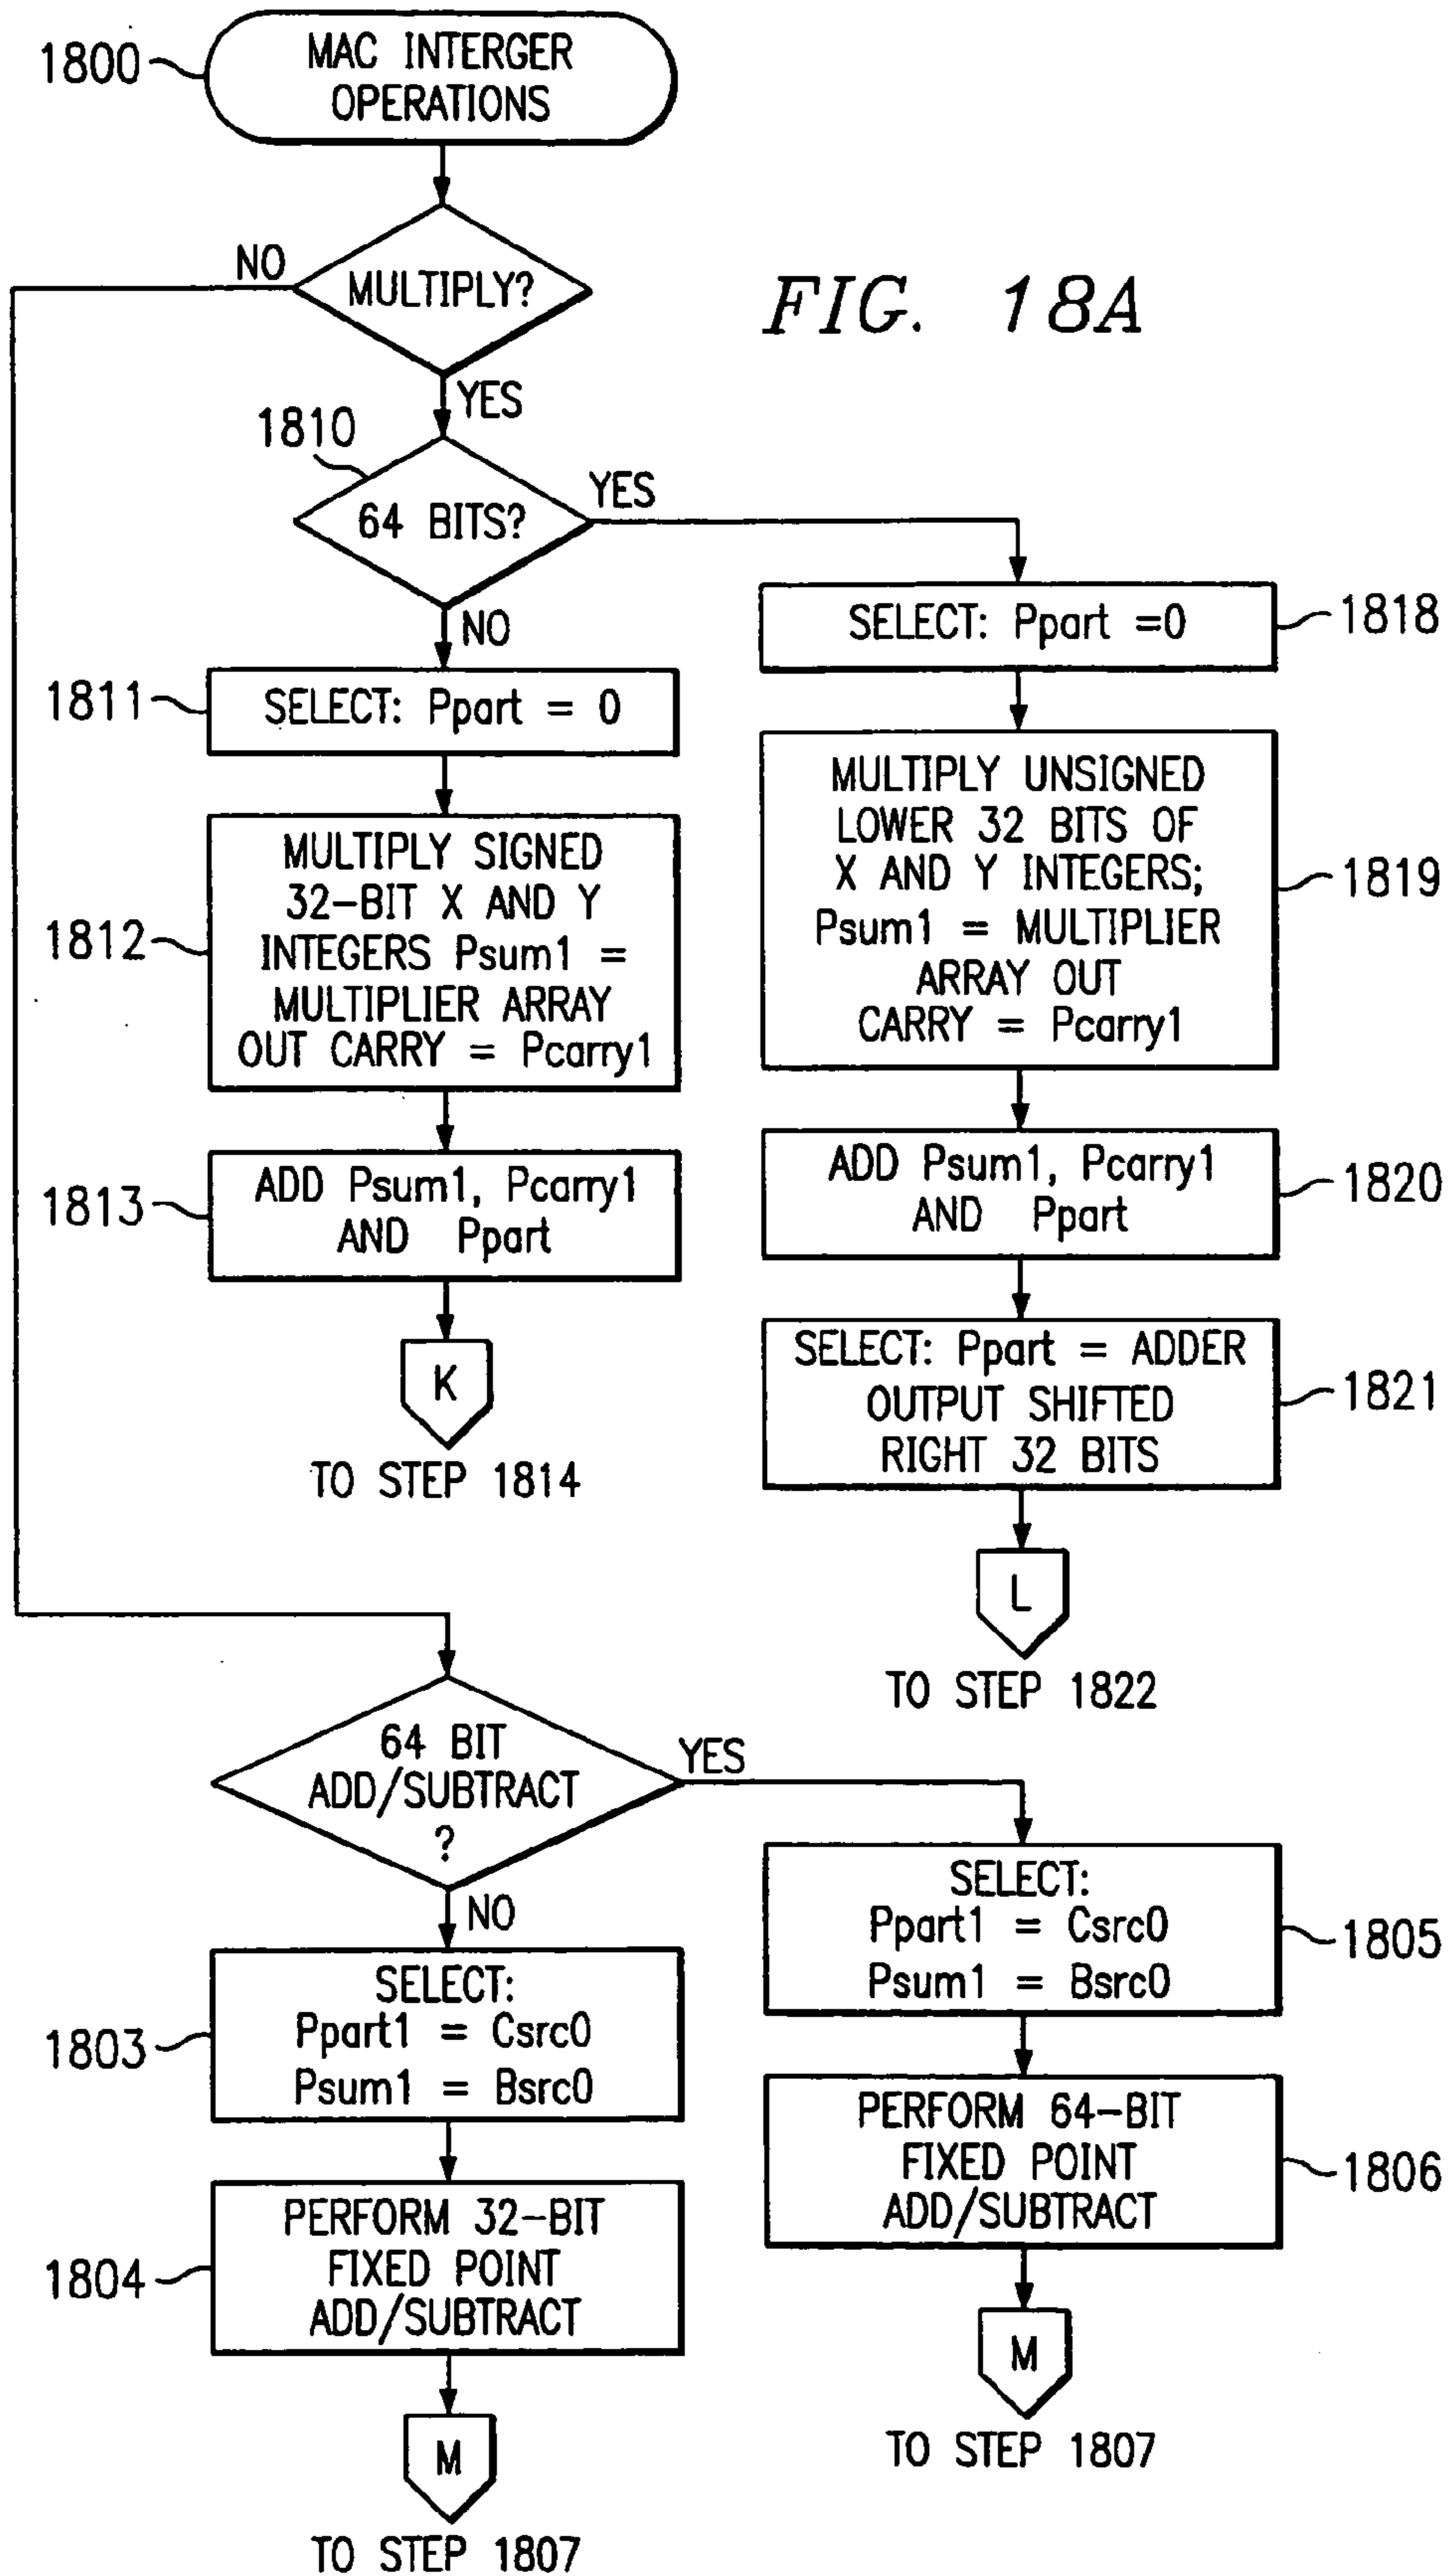 1800
MAC INTERGER
OPERATIONS
NO
MULTIPLY?
FIG. 18A
YES
1810
64 BITS?
YES
NO
1811
SELECT: Ppart = 0
1812
MULTIPLY SIGNED
32-BIT X AND Y
INTEGERS Psum1 =
MULTIPLIER ARRAY
OUT CARRY = Pcarry1
1813
ADD Psum1, Pcarry1
AND Ppart
K
TO STEP 1814
SELECT: Ppart =0
1818
MULTIPLY UNSIGNED
LOWER 32 BITS OF
X AND Y INTEGERS;
Psum1 = MULTIPLIER
ARRAY OUT
CARRY = Pcarry1
1819
ADD Psum1, Pcarry1
AND Ppart
1820
SELECT: Ppart = ADDER
OUTPUT SHIFTED
RIGHT 32 BITS
1821
L
TO STEP 1822
64 BIT
ADD/SUBTRACT
?
YES
NO
1803
SELECT:
Ppart1 = Csrc0
Psum1 = Bsrc0
1804
PERFORM 32-BIT
FIXED POINT
ADD/SUBTRACT
M
TO STEP 1807
SELECT:
Ppart1 = Csrc0
Psum1 = Bsrc0
1805
PERFORM 64-BIT
FIXED POINT
ADD/SUBTRACT
1806
M
TO STEP 1807